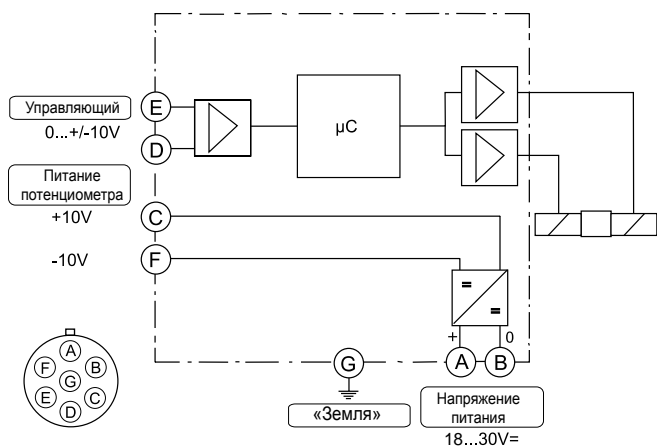 Управляющий
0...+/-10V
E
D
µC
Питание
потенциометра
+10V
C
-10V
F
=
=
+
0
G
A
B
«Земля»
Напряжение
питания
18...30V=
A
F
B
G
E
C
D